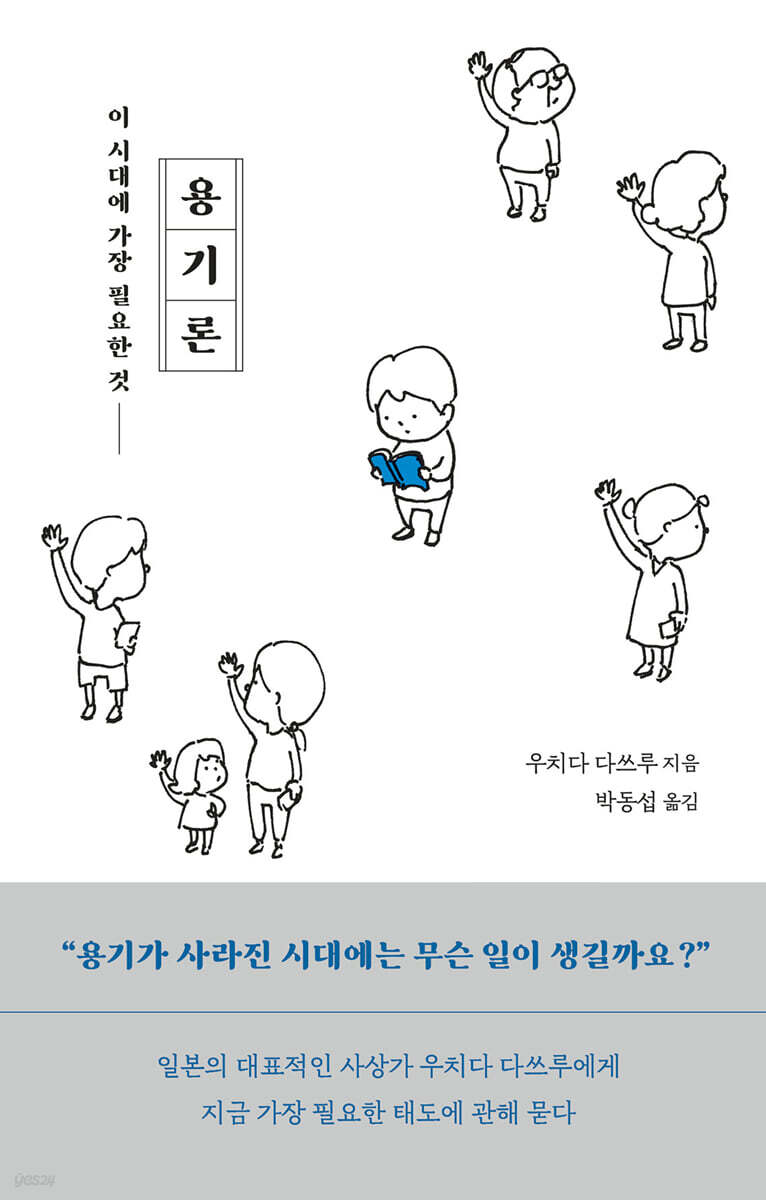 용기론
이 시대에 가장 필요한 것
우치다 다쓰루 지음
박동섭 옮김
“용기가 사라진 시대에는 무슨 일이 생길까요?”
일본의 대표적인 사상가 우치다 다쓰루에게
지금 가장 필요한 태도에 관해 묻다
yes24